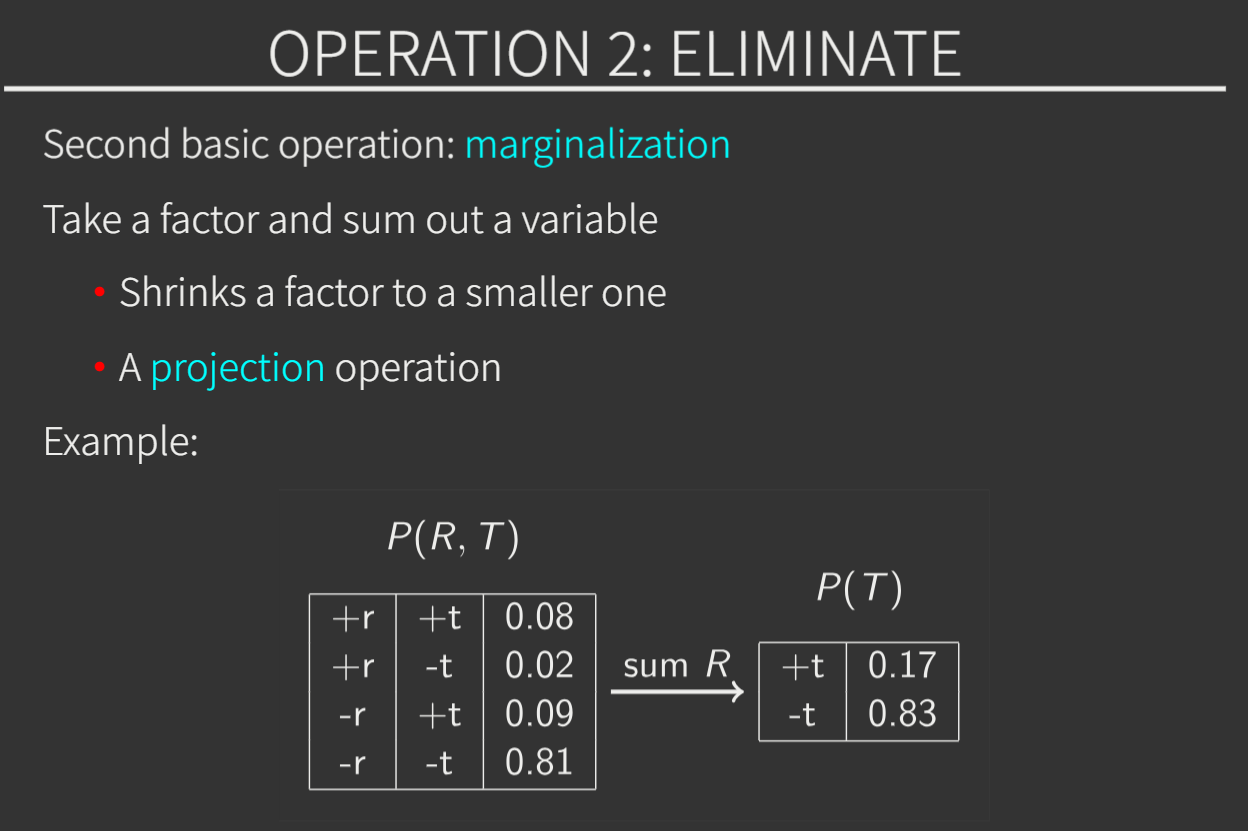 OPERATION 2: ELIMINATE
Second basic operation: marginalization
Take a factor and sum out a variable
• Shrinks a factor to a smaller one
• A projection operation
Example:
P(R, T)
+r +t 0.08
+r -t 0.02
-r +t 0.09
-r -t 0.81
sum R
P(T)
+t 0.17
-t 0.83